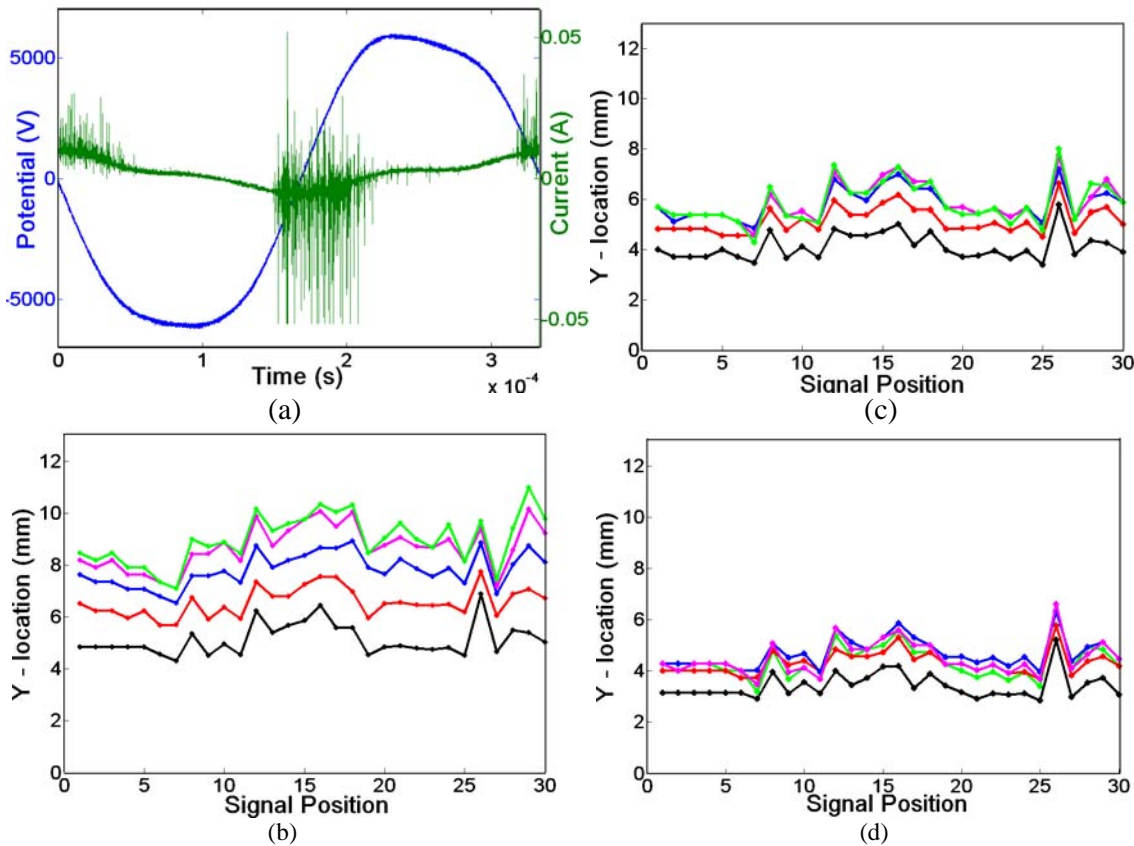 5000
0
-5000
Potential (V)
0.05
0
-0.05
Current (A)
0 1 2 3
Time (s)
x 10⁻⁴
(a)
12
10
8
6
4
2
0
Y - location (mm)
0 5 10 15 20 25 30
Signal Position
(c)
12
10
8
6
4
2
0
Y - location (mm)
0 5 10 15 20 25 30
Signal Position
(b)
12
10
8
6
4
2
0
Y - location (mm)
0 5 10 15 20 25 30
Signal Position
(d)